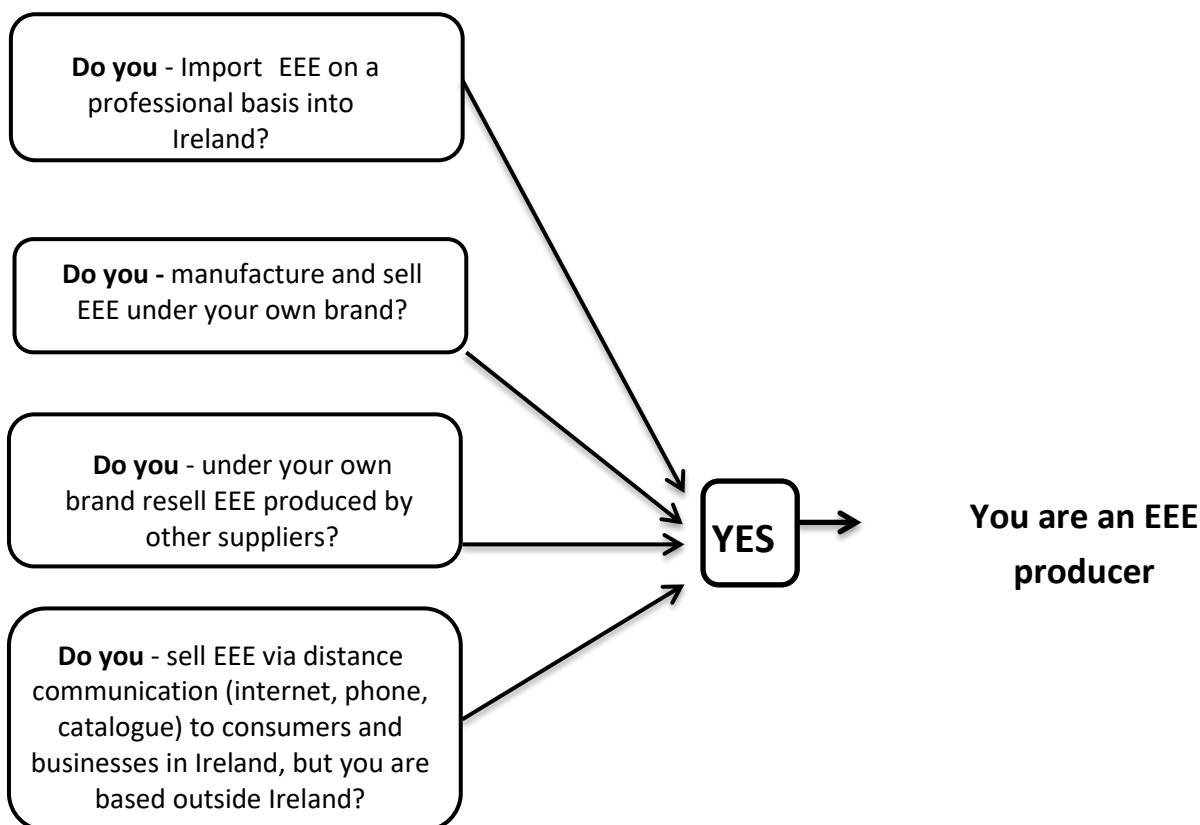 Do you - Import EEE on a
professional basis into
Ireland?
Do you - manufacture and sell
EEE under your own brand?
Do you - under your own
brand resell EEE produced by
other suppliers?
Do you - sell EEE via distance
communication (internet, phone,
catalogue) to consumers and
businesses in Ireland, but you are
based outside Ireland?
YES
You are an EEE
producer